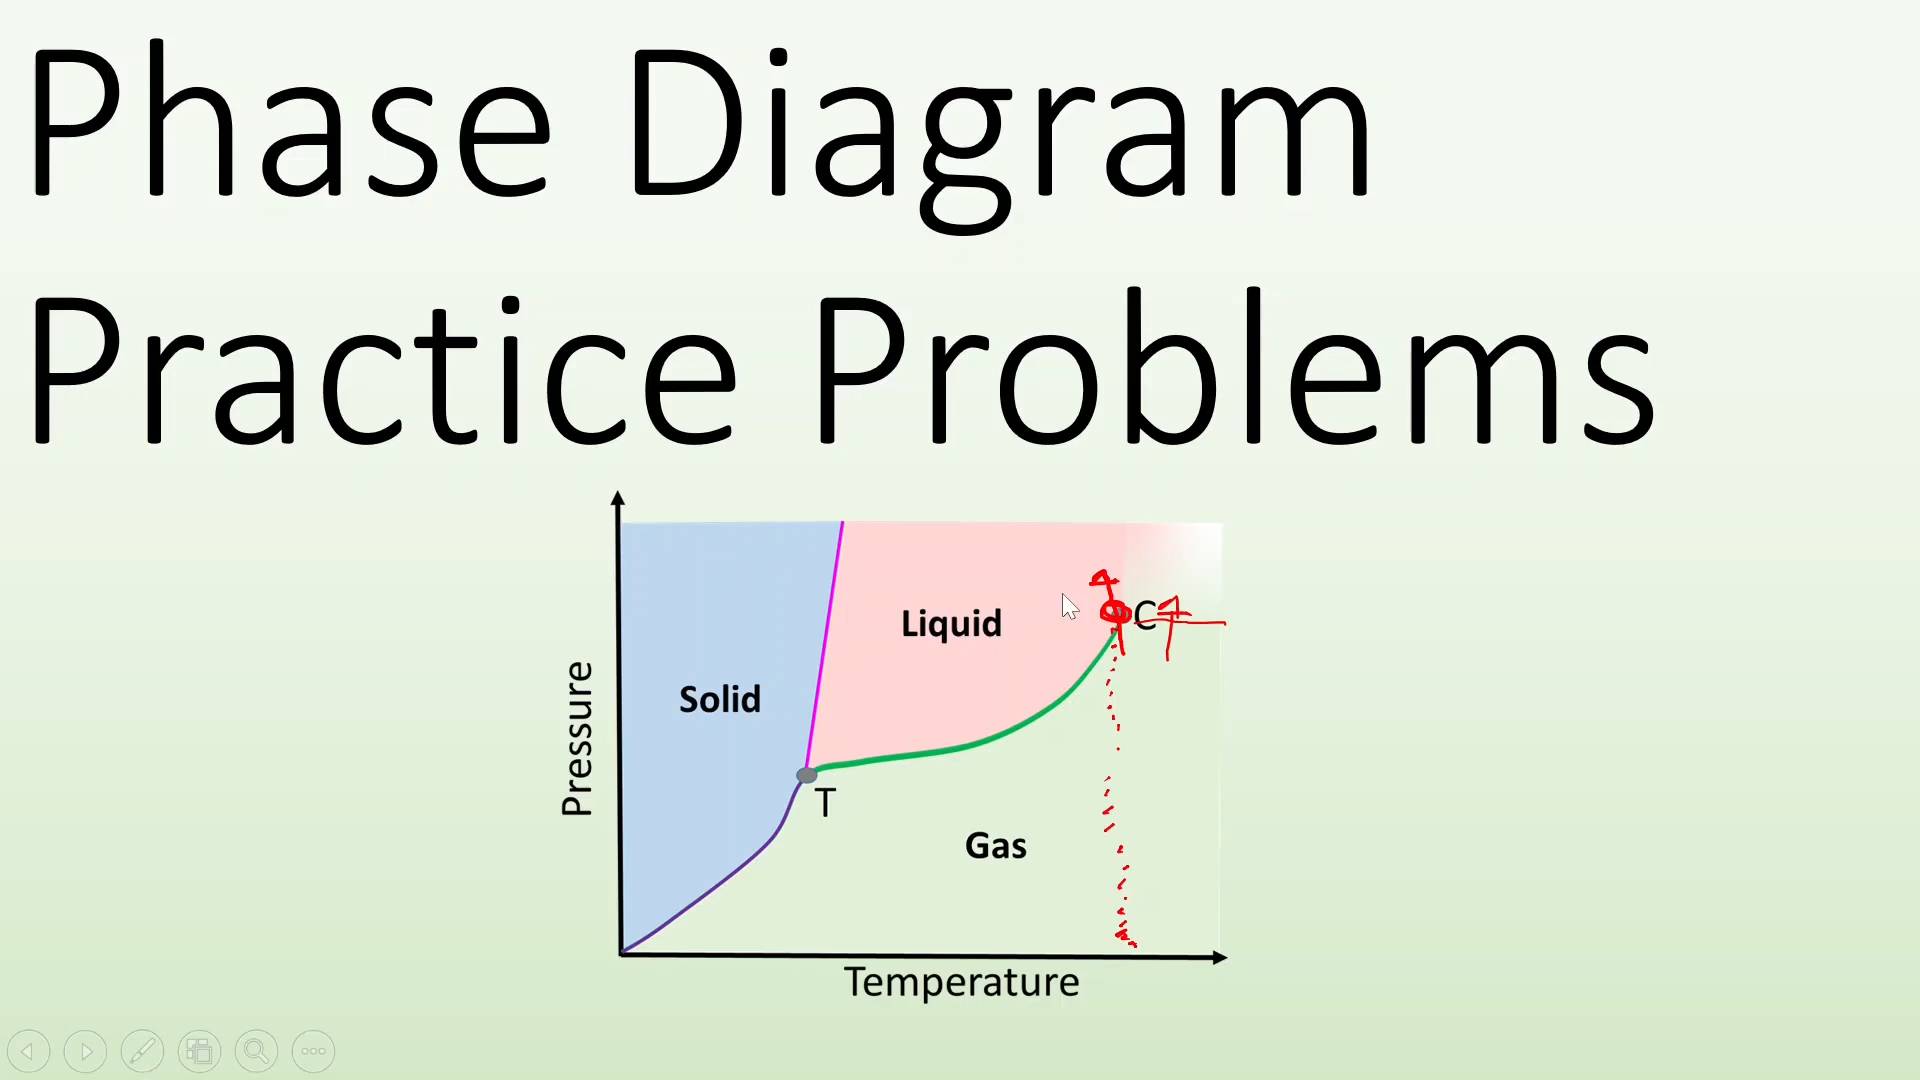 Phase Diagram
Practice Problems
Liquid
C
Solid
Pressure
T
Gas
Temperature